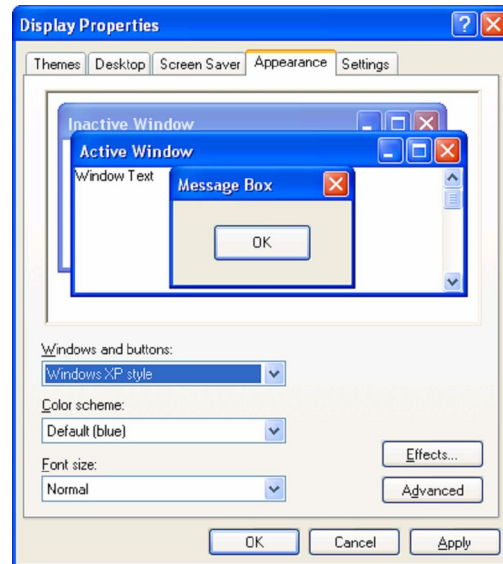 Display Properties
Themes Desktop Screen Saver Appearance Settings
Inactive Window
Active Window
Window Text
Message Box
OK
Windows and buttons:
Windows XP style
Color scheme:
Default (blue)
Effects...
Font size:
Normal
Advanced
OK Cancel Apply